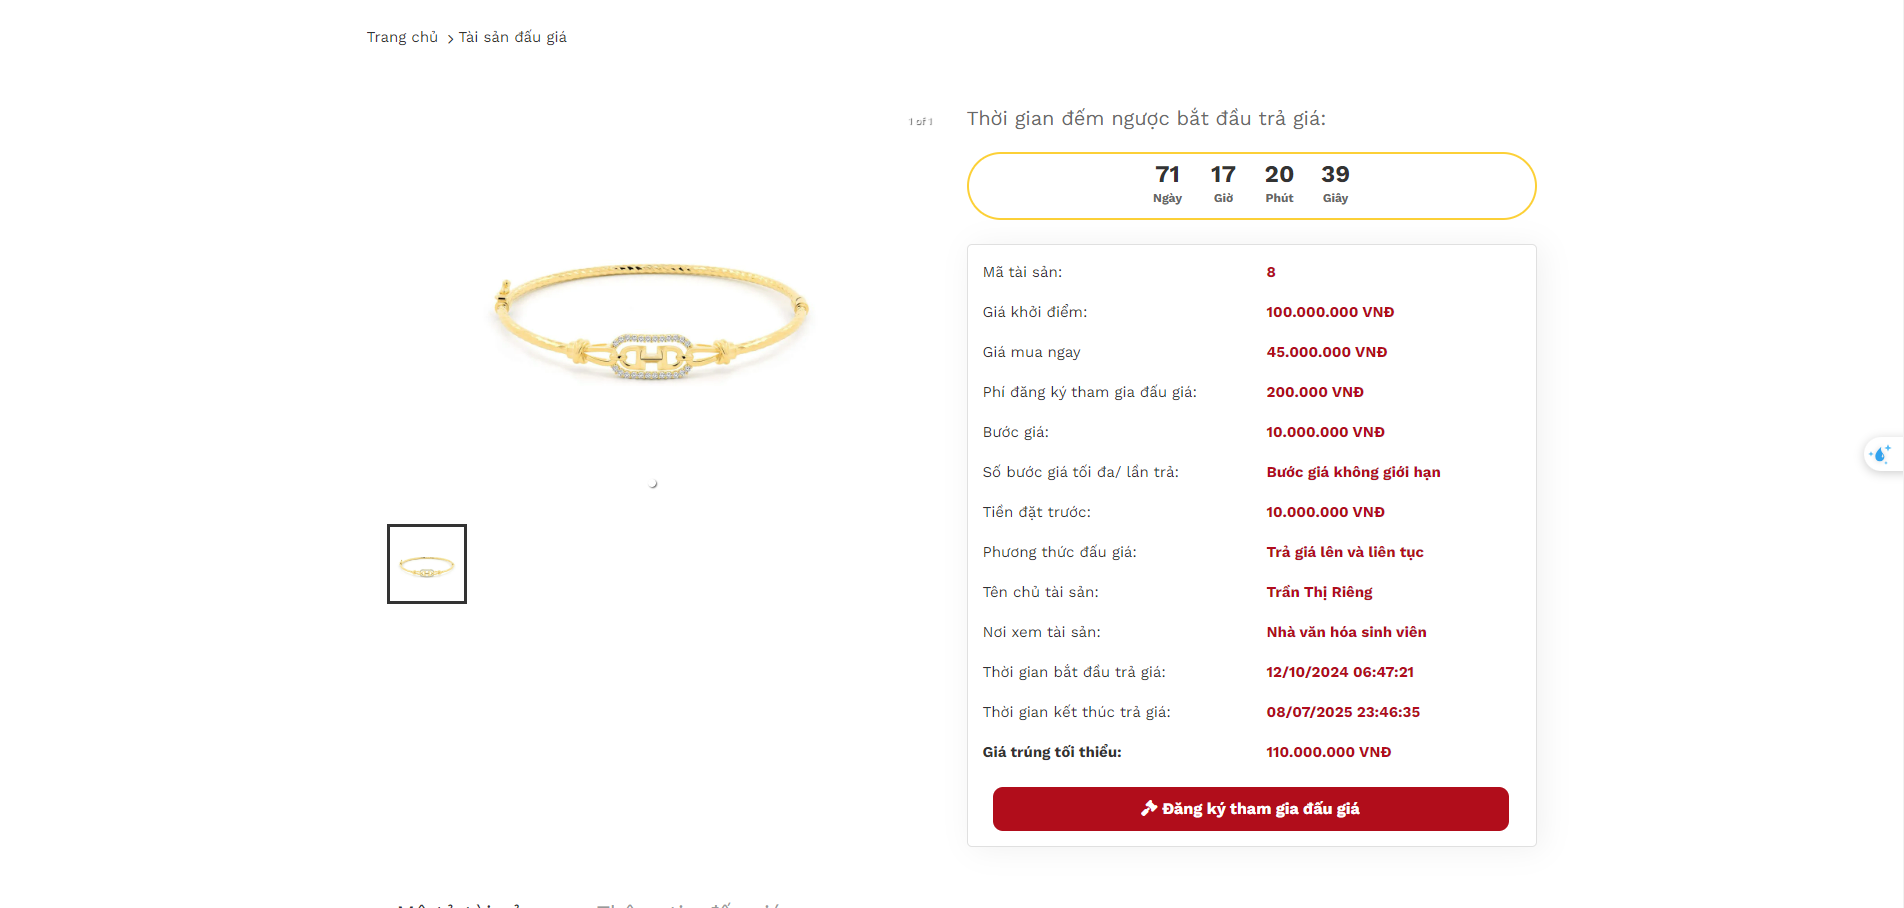 Trang chủ > Tài sản đấu giá
1 of 1
Thời gian đếm ngược bắt đầu trả giá:
71 17 20 39
Ngày Giờ Phút Giây
Mã tài sản: 8
Giá khởi điểm: 100.000.000 VNĐ
Giá mua ngay 45.000.000 VNĐ
Phí đăng ký tham gia đấu giá: 200.000 VNĐ
Bước giá: 10.000.000 VNĐ
Số bước giá tối đa/ lần trả: Bước giá không giới hạn
Tiền đặt trước: 10.000.000 VNĐ
Phương thức đấu giá: Trả giá lên và liên tục
Tên chủ tài sản: Trần Thị Riêng
Nơi xem tài sản: Nhà văn hóa sinh viên
Thời gian bắt đầu trả giá: 12/10/2024 06:47:21
Thời gian kết thúc trả giá: 08/07/2025 23:46:35
Giá trúng tối thiểu: 110.000.000 VNĐ
Đăng ký tham gia đấu giá